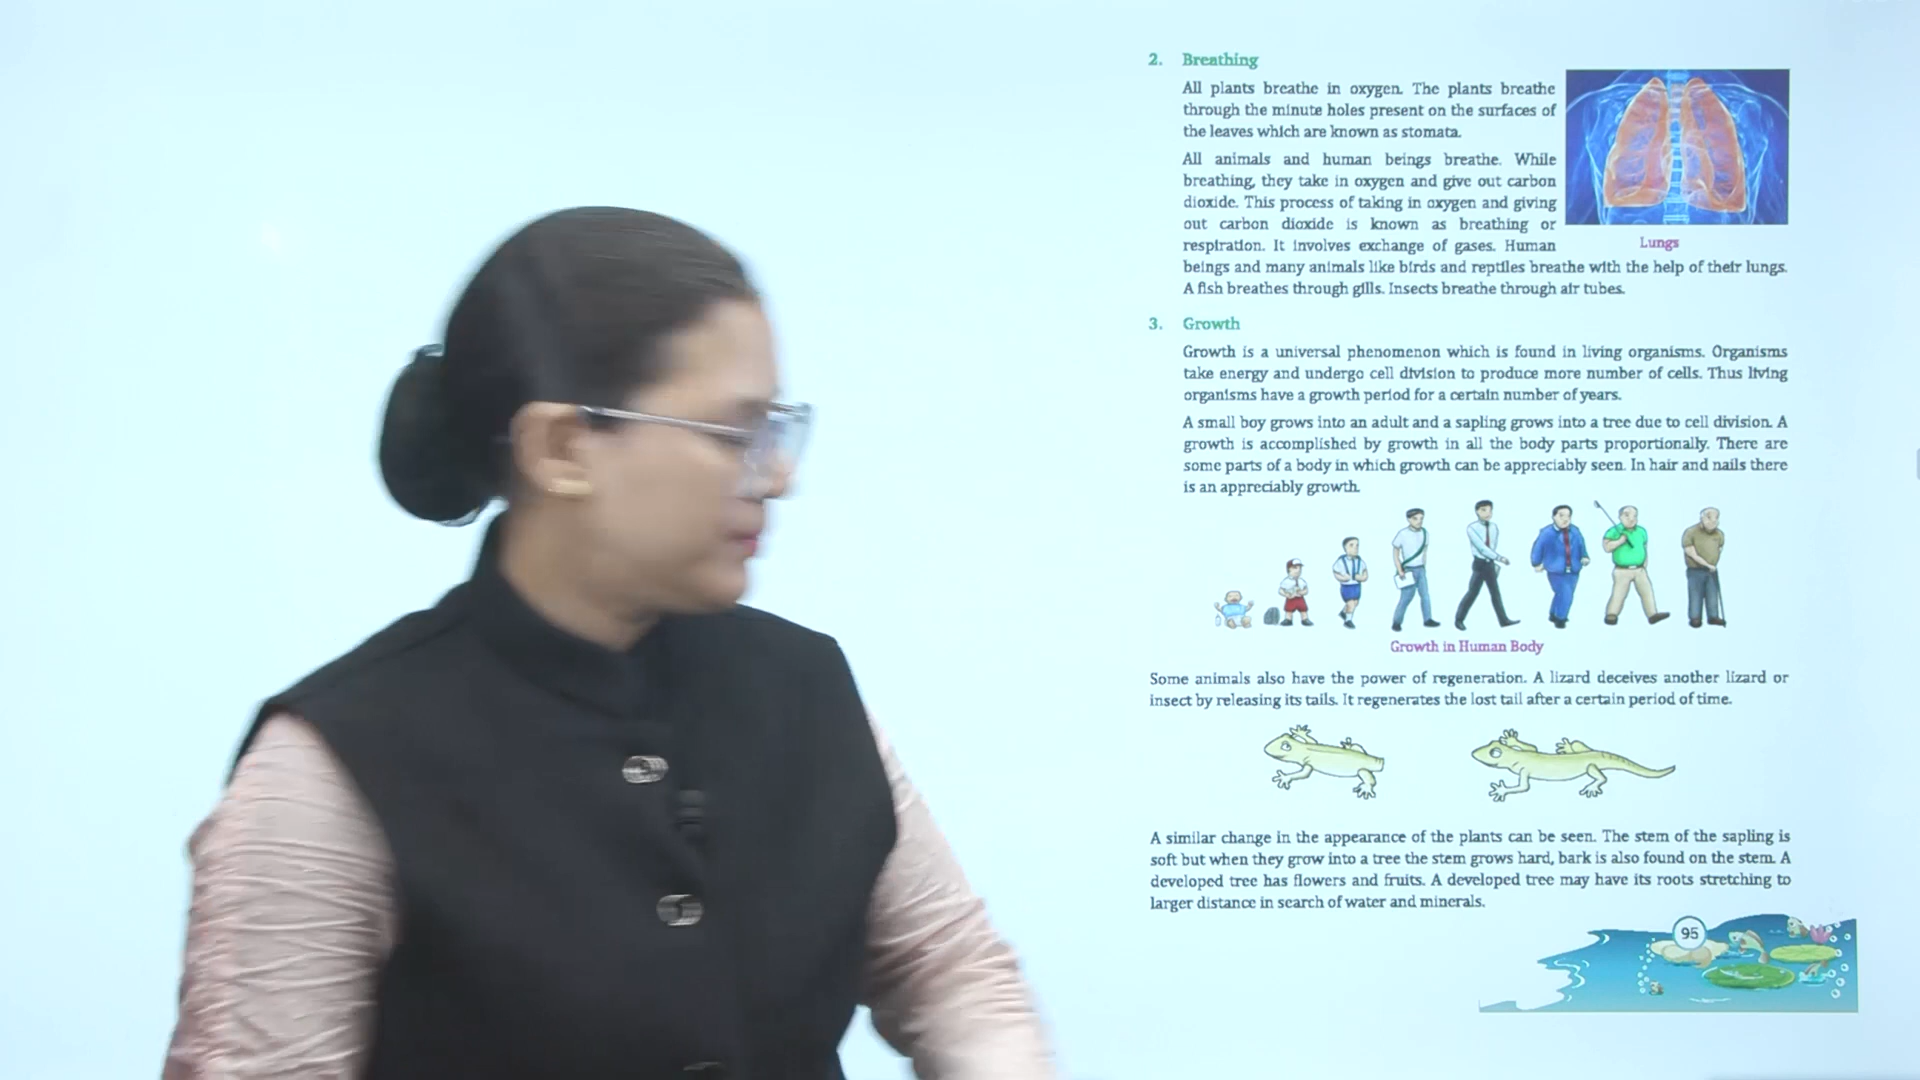 2. Breathing
All plants breathe in oxygen. The plants breathe
through the minute holes present on the surfaces of
the leaves which are known as stomata.
All animals and human beings breathe. While
breathing, they take in oxygen and give out carbon
dioxide. This process of taking in oxygen and giving
out carbon dioxide is known as breathing or
respiration. It involves exchange of gases. Human
beings and many animals like birds and reptiles breathe with the help of their lungs.
A fish breathes through gills. Insects breathe through air tubes.
Lungs
3. Growth
Growth is a universal phenomenon which is found in living organisms. Organisms
take energy and undergo cell division to produce more number of cells. Thus living
organisms have a growth period for a certain number of years.
A small boy grows into an adult and a sapling grows into a tree due to cell division. A
growth is accomplished by growth in all the body parts proportionally. There are
some parts of a body in which growth can be appreciably seen. In hair and nails there
is an appreciably growth.
Growth in Human Body
Some animals also have the power of regeneration. A lizard deceives another lizard or
insect by releasing its tails. It regenerates the lost tail after a certain period of time.
A similar change in the appearance of the plants can be seen. The stem of the sapling is
soft but when they grow into a tree the stem grows hard, bark is also found on the stem. A
developed tree has flowers and fruits. A developed tree may have its roots stretching to
larger distance in search of water and minerals.
95